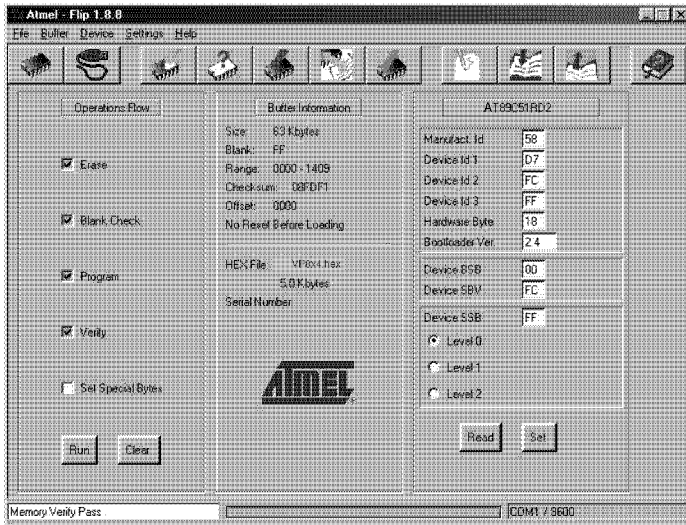 Atmel - Flip 1.8.8
File Buffer Device Settings Help
Operations Flow
Erase
Blank Check
Program
Verify
Set Special Bytes
Run Clear
Buffer Information
Size: 63 Kbytes
Blank: FF
Range: 0000 - 1409
Checksum: 08FDF1
Offset: 0000
No Reset Before Loading
HEX File: VP8x4.hex
5.0 Kbytes
Serial Number
ATMEL
AT89C51RD2
Manufact. Id 58
Device Id 1 D7
Device Id 2 FC
Device Id 3 FF
Hardware Byte 18
Bootloader Ver. 2.4
Device BSB 00
Device SBV FC
Device SSB FF
Level 0
Level 1
Level 2
Read Set
Memory Verify Pass
COM1 / 9600